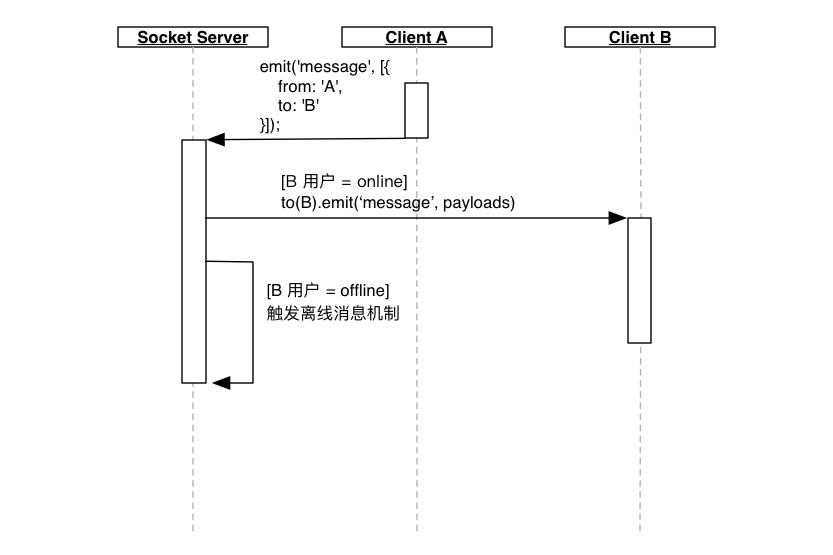 Socket Server
Client A
Client B
emit('message', [{
from: 'A',
to: 'B'
}]);
[B 用户 = online]
to(B).emit(‘message’, payloads)
[B 用户 = offline]
触发离线消息机制